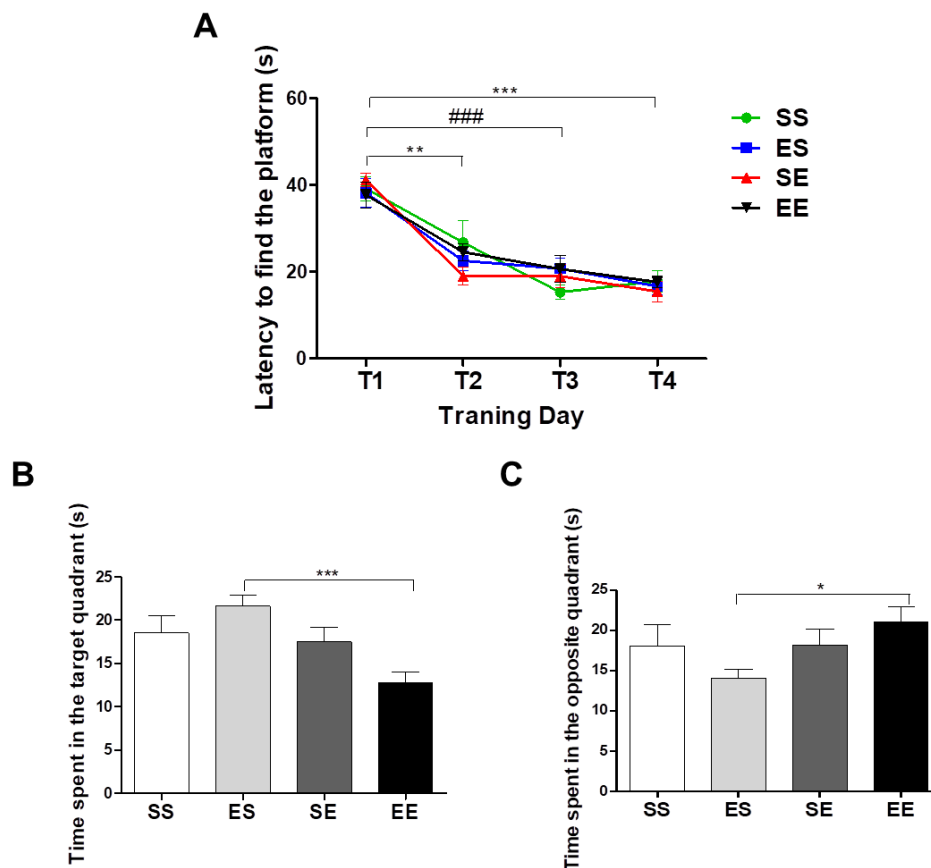 A
Latency to find the platform (s)
60
40
20
0
***
###
**
T1 T2 T3 T4
Traning Day
SS
ES
SE
EE
B
Time spent in the target quadrant (s)
25
20
15
10
5
0
***
SS ES SE EE
C
Time spent in the opposite quadrant (s)
25
20
15
10
5
0
*
SS ES SE EE